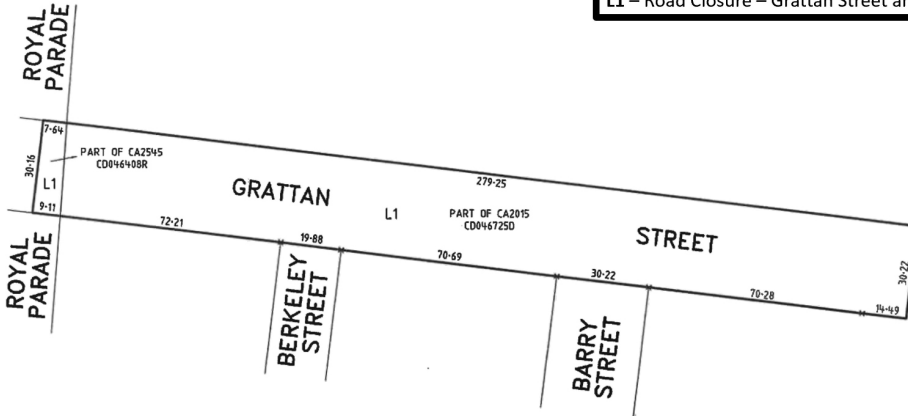 L1 – Road Closure – Grattan Street
ROYAL
PARADE
7·64
PART OF CA2545
CD046408R
30·16
L1
9·11
GRATTAN
279·25
L1
PART OF CA2015
CD046725D
STREET
30·22
72·21
19·88
70·69
30·22
70·28
14·49
ROYAL
PARADE
BERKELEY
STREET
BARRY
STREET